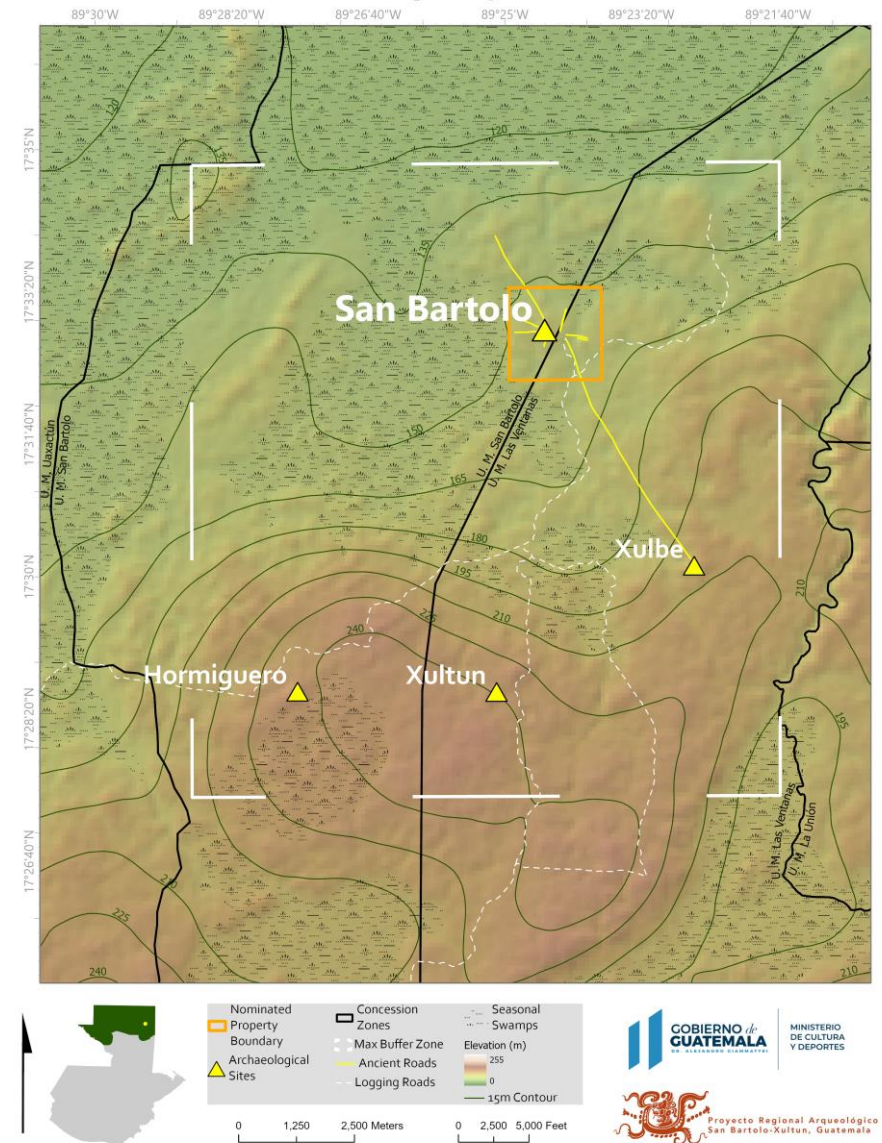 89°30'W 89°28'20"W 89°26'40"W 89°25'W 89°23'20"W 89°21'40"W
17°35'N
17°33'20"N
17°31'40"N
17°30'N
17°28'20"N
17°26'40"N
120
120
135
135
San Bartolo
150
U. M. Uaxactún
U. M. San Bartolo
U. M. San Bartolo
U. M. Las Ventanas
165
180
Xulbe
195
210
210
225
240
Hormigueró
Xultun
195
U. M. Las Ventanas
U. M. La Unión
210
225
240
210
Nominated
Property
Boundary
Archaeological
Sites
Concession
Zones
Max Buffer Zone
Ancient Roads
Logging Roads
Seasonal
Swamps
Elevation (m)
255
0
15m Contour
0 1,250 2,500 Meters
0 2,500 5,000 Feet
GOBIERNO de
GUATEMALA
DR. ALEJANDRO GIAMMATTEI
MINISTERIO
DE CULTURA
Y DEPORTES
Proyecto Regional Arqueológico
San Bartolo-Xultun, Guatemala